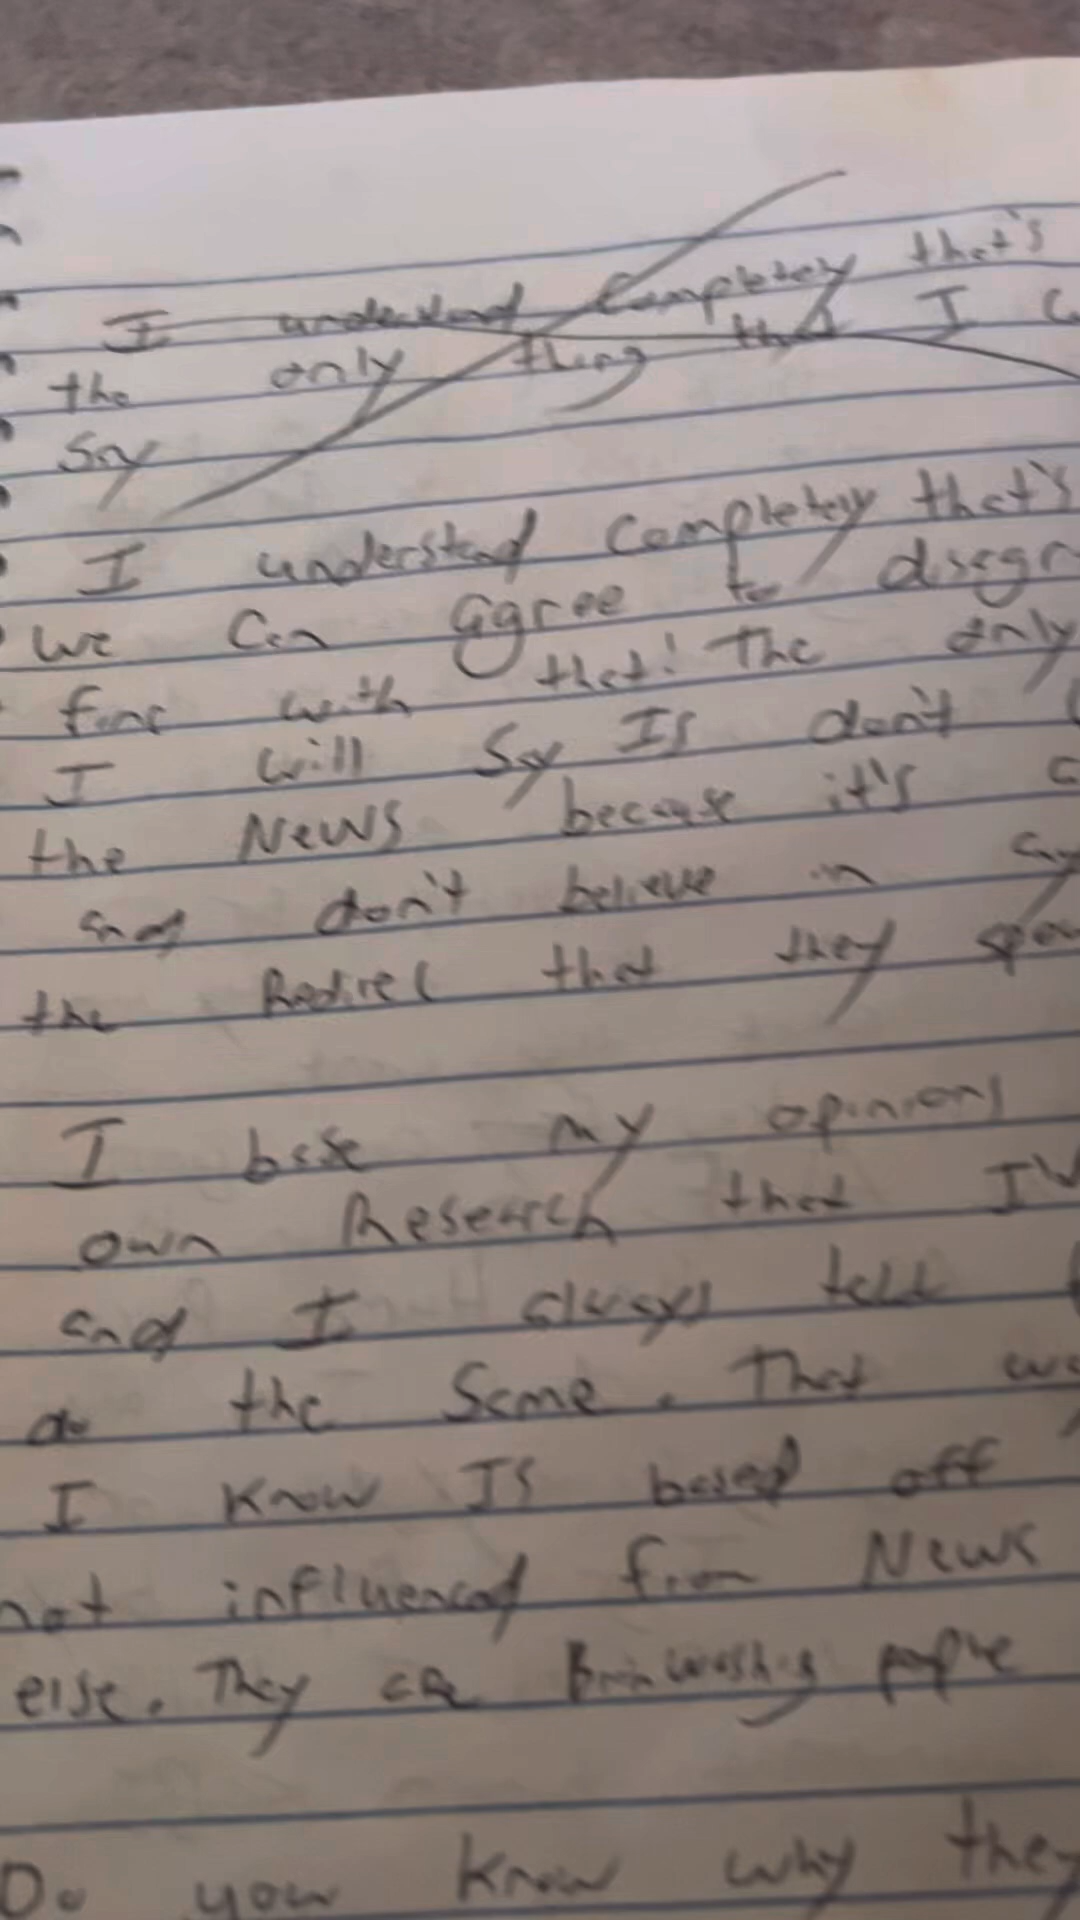 I understand Completely that's
the only thing that I
Say
I understand Completely that's
we Can agree to
fine with that! The only
I will Say Is don't
the News because it's
and don't believe in
the that they
I base my opinions
own Research that
and I always tell
do the Same. That
I know IS based off
not influenced from News
else. They are Brainwashing people
Do you know why they